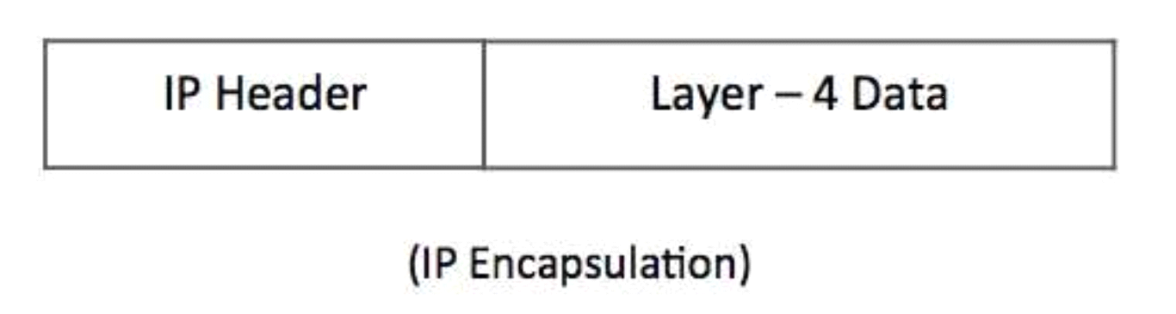 IP Header
Layer – 4 Data
(IP Encapsulation)